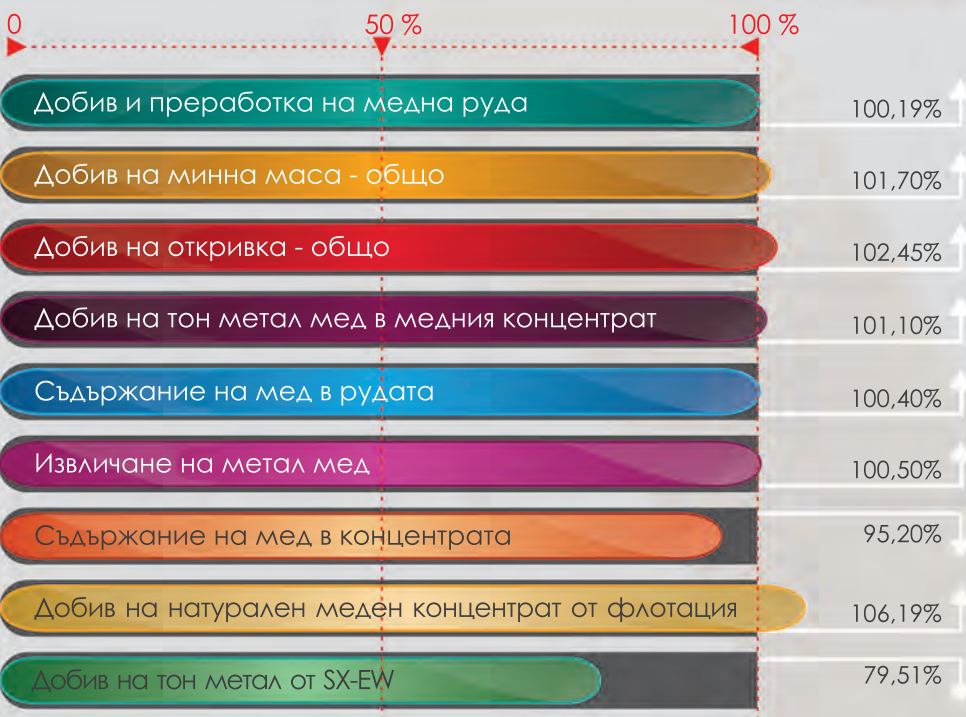 0 50 % 100 %
Добив и преработка на медна руда 100,19%
Добив на минна маса - общо 101,70%
Добив на откривка - общо 102,45%
Добив на тон метал мед в медния концентрат 101,10%
Съдържание на мед в рудата 100,40%
Извличане на метал мед 100,50%
Съдържание на мед в концентрата 95,20%
Добив на натурален меден концентрат от флотация 106,19%
Добив на тон метал от SX-EW 79,51%